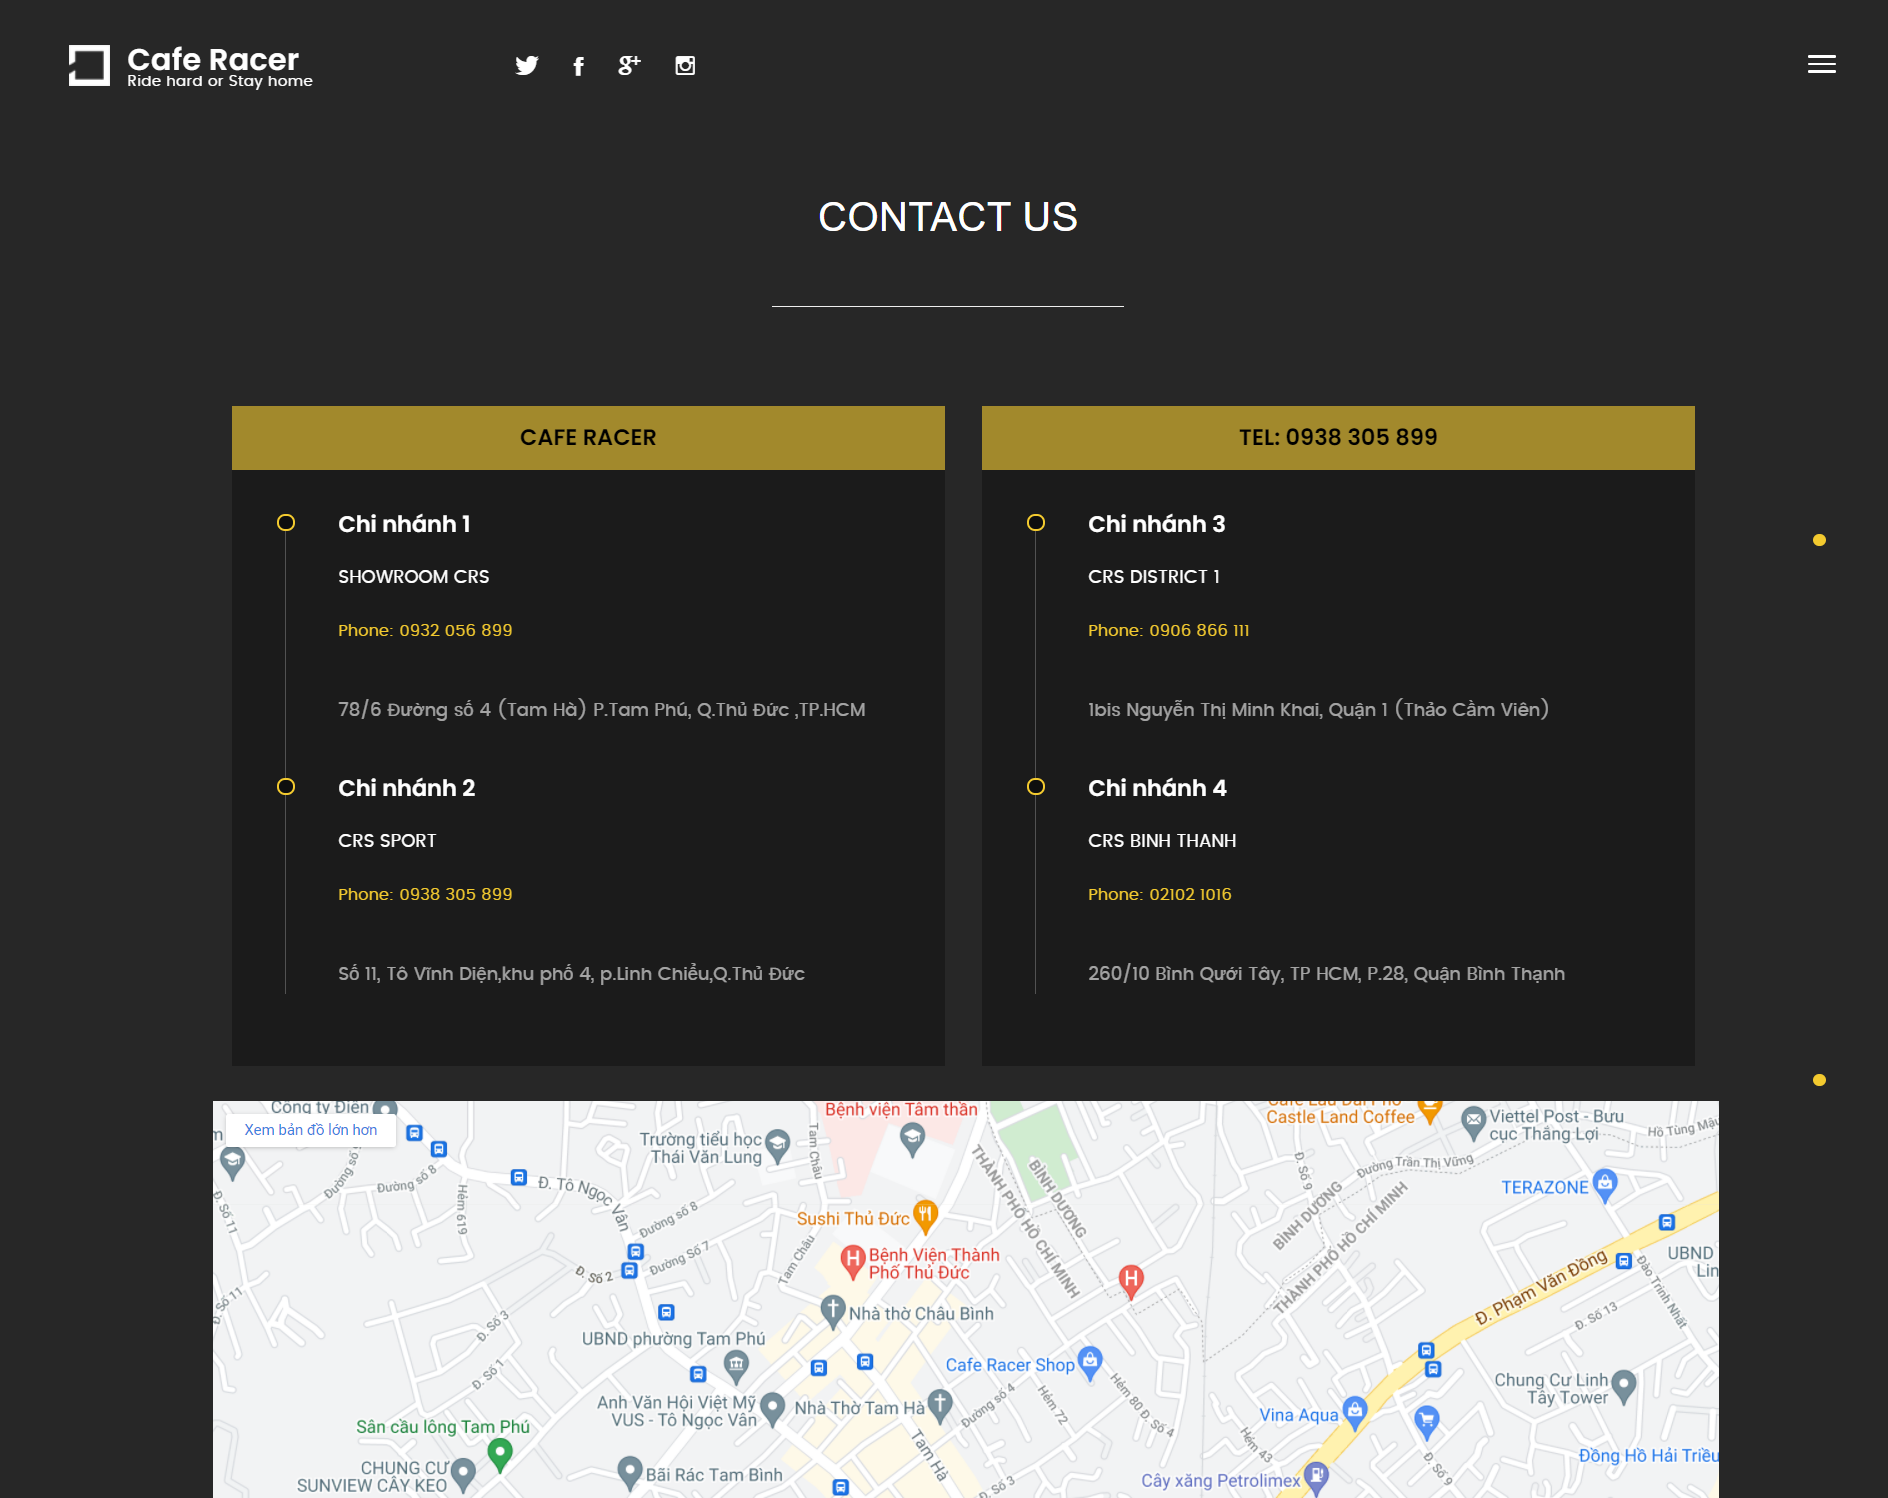 Cafe Racer
Ride hard or Stay home
CONTACT US
CAFE RACER
Chi nhánh 1
SHOWROOM CRS
Phone: 0932 056 899
78/6 Đường số 4 (Tam Hà) P.Tam Phú, Q.Thủ Đức ,TP.HCM
Chi nhánh 2
CRS SPORT
Phone: 0938 305 899
Số 11, Tô Vĩnh Diện,khu phố 4, p.Linh Chiểu,Q.Thủ Đức
TEL: 0938 305 899
Chi nhánh 3
CRS DISTRICT 1
Phone: 0906 866 111
1bis Nguyễn Thị Minh Khai, Quận 1 (Thảo Cầm Viên)
Chi nhánh 4
CRS BINH THANH
Phone: 02102 1016
260/10 Bình Qưới Tây, TP HCM, P.28, Quận Bình Thạnh
Công ty Điện
Xem bản đồ lớn hơn
Bệnh viện Tâm thần
Castle Land Coffee
Viettel Post - Bưu
cục Thắng Lợi
Hồ Tùng Mậu
Trường tiểu học
Thái Văn Lung
Tam Châu
THÀNH PHỐ HỒ CHÍ MINH
BÌNH DƯƠNG
Đ. Số 9
Đường Trần Thị Vững
TERAZONE
Đường số 8
Hẻm 619
Đ. Tô Ngọc Vân
Đ. Số 11
Sushi Thủ Đức
Đường số 8
Bệnh Viện Thành
Phố Thủ Đức
Đường Số 7
Tam Châu
Đ. Số 2
BÌNH DƯƠNG
THÀNH PHỐ HỒ CHÍ MINH
UBND
Lin
Đ. Phạm Văn Đồng
Đào Trinh Nhất
Đ. Số 13
Đ. Số 11
Đ. Số 3
Nhà thờ Châu Bình
UBND phường Tam Phú
Cafe Racer Shop
Đ. Số 1
Anh Văn Hội Việt Mỹ
VUS - Tô Ngọc Vân
Nhà Thờ Tam Hà
Đường số 4
Hẻm 72
Hẻm 80
Đ. Số 4
Chung Cư Linh
Tây Tower
Vina Aqua
Sân cầu lông Tam Phú
Tam Hà
Hẻm 43
Đồng Hồ Hải Triều
CHUNG CƯ
SUNVIEW CÂY KEO
Bãi Rác Tam Bình
Đ. Số 3
Cây xăng Petrolimex
Đ. Số 9